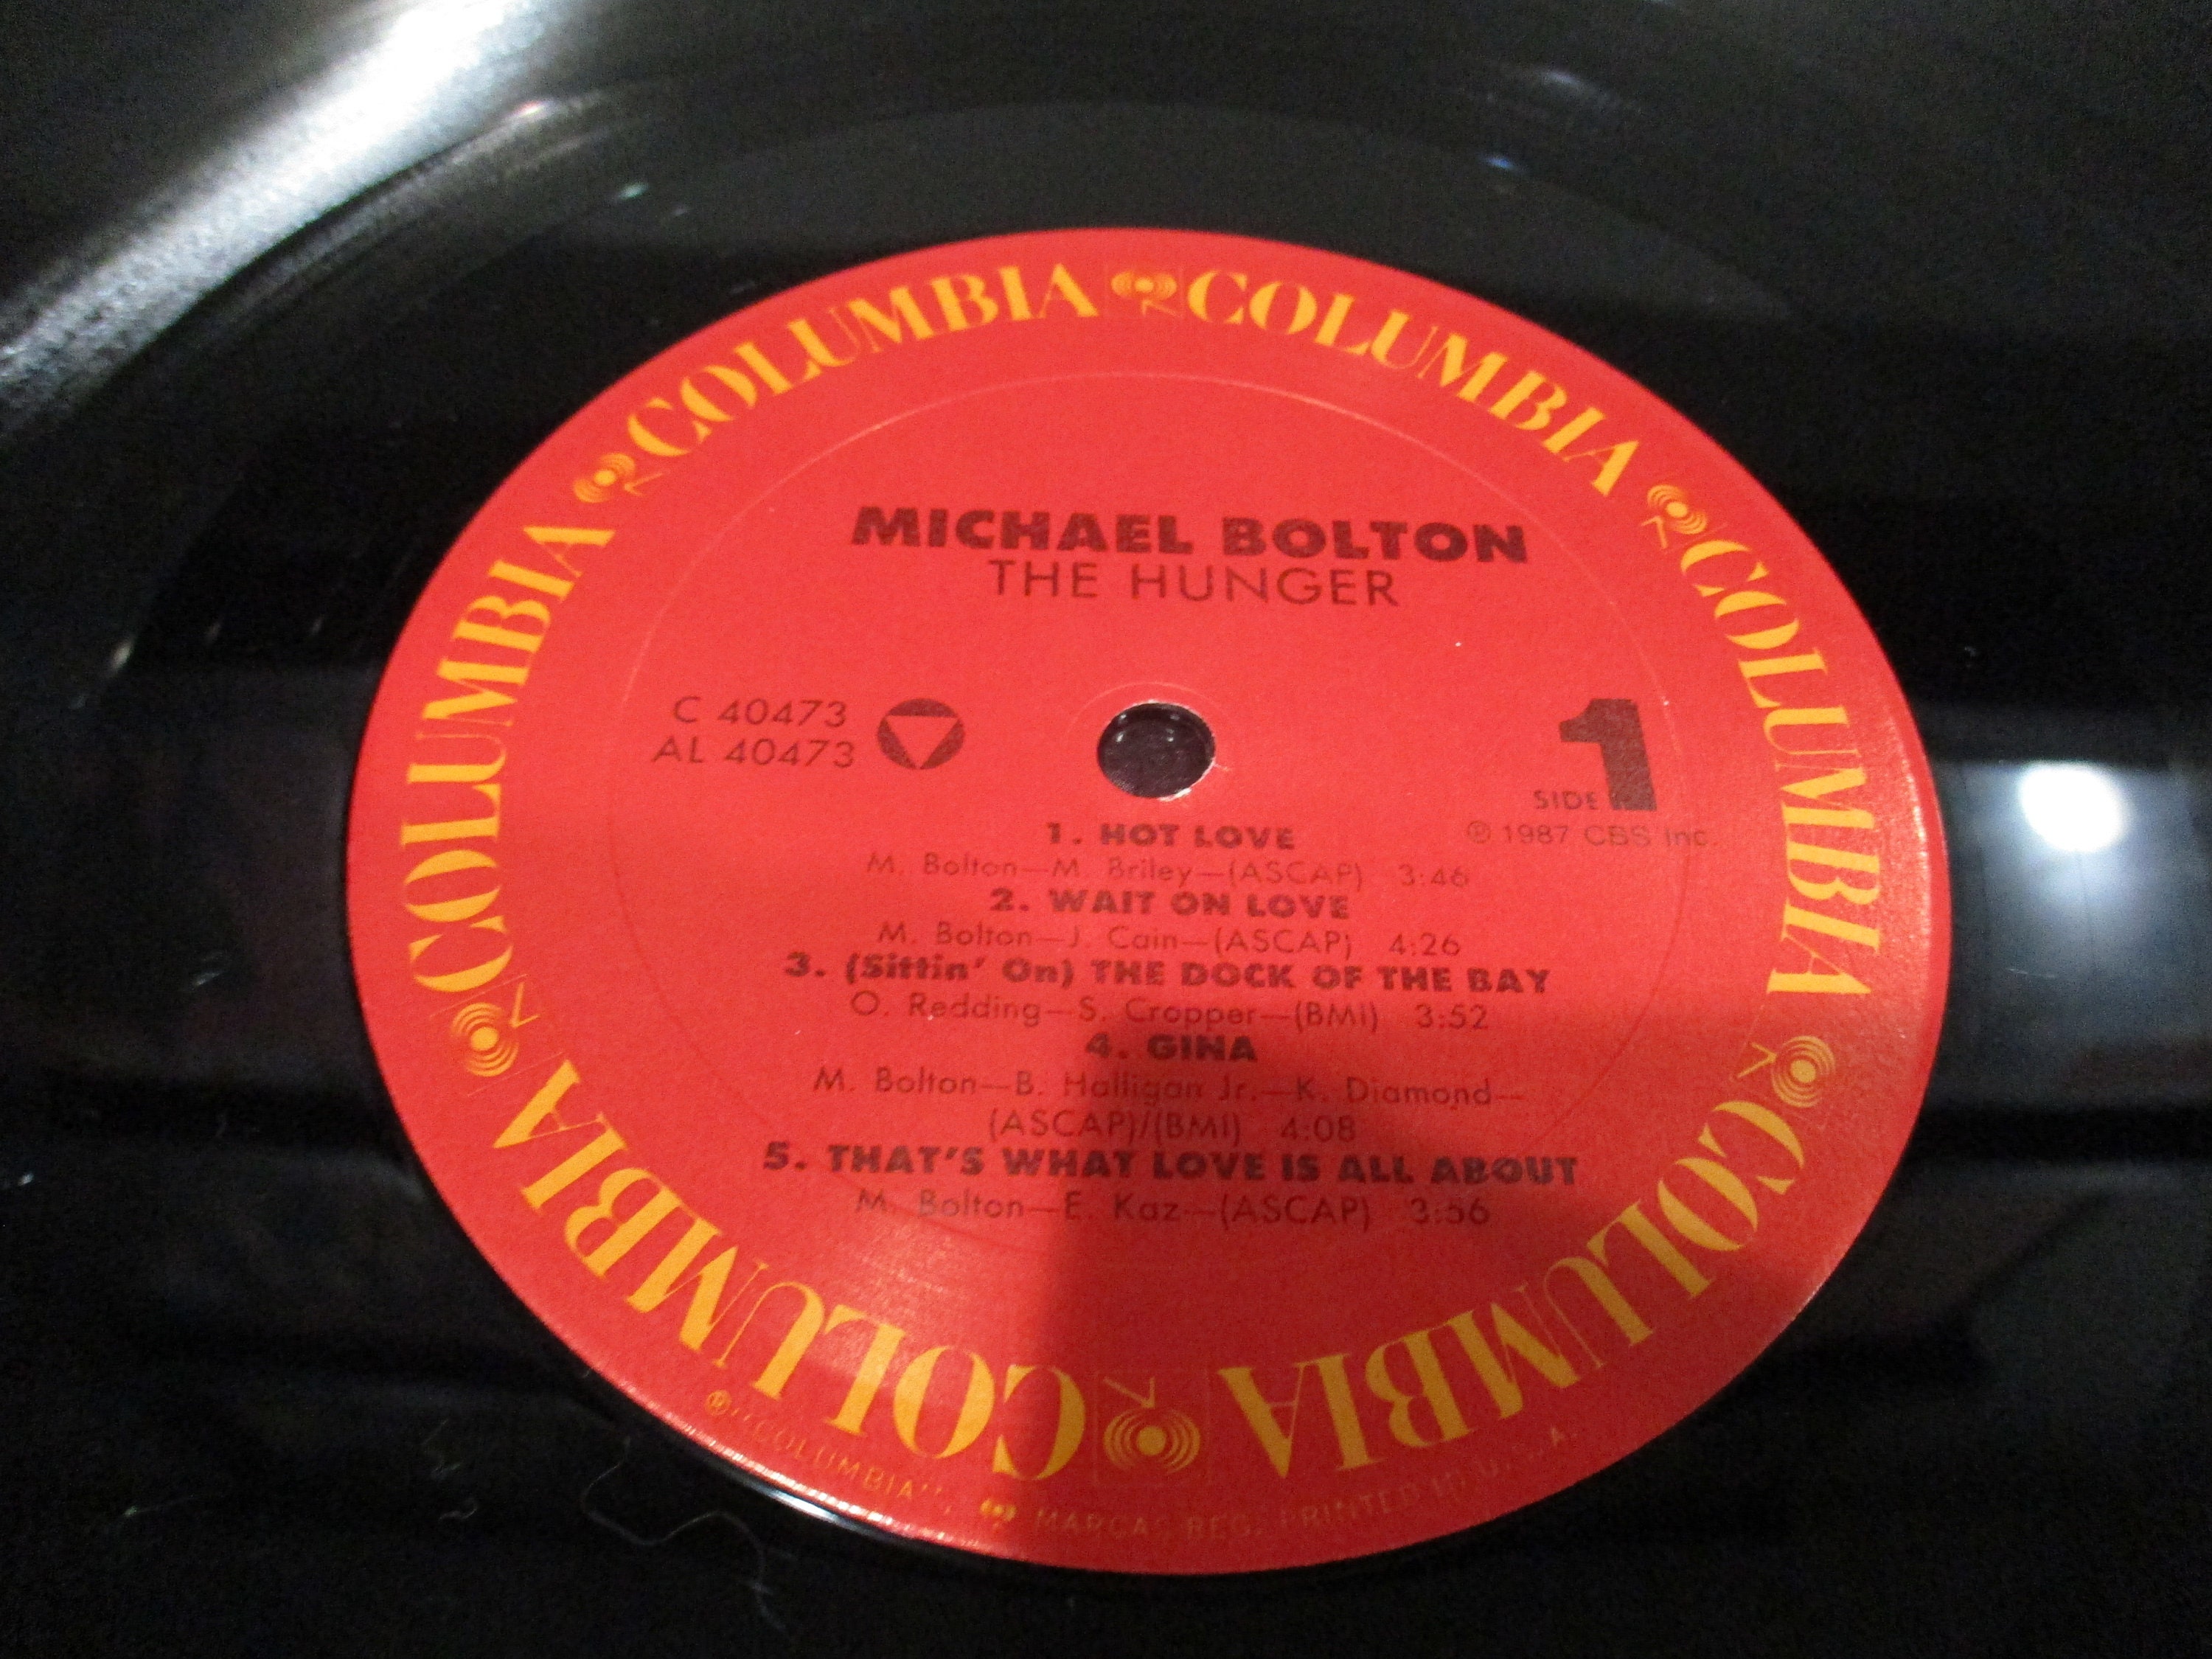 COLUMBIA COLUMBIA COLUMBIA COLUMBIA COLUMBIA COLUMBIA
MICHAEL BOLTON
THE HUNGER
C 40473
AL 40473
1
SIDE
℗ 1987 CBS Inc.
1. HOT LOVE
M. Bolton—M. Briley—(ASCAP) 3:46
2. WAIT ON LOVE
M. Bolton—J. Cain—(ASCAP) 4:26
3. (Sittin' On) THE DOCK OF THE BAY
O. Redding—S. Cropper—(BMI) 3:52
4. GINA
M. Bolton—B. Halligan Jr.—K. Diamond—
(ASCAP)/(BMI) 4:08
5. THAT'S WHAT LOVE IS ALL ABOUT
M. Bolton—E. Kaz—(ASCAP) 3:56
® "COLUMBIA", MARCAS REG. PRINTED IN U.S.A.